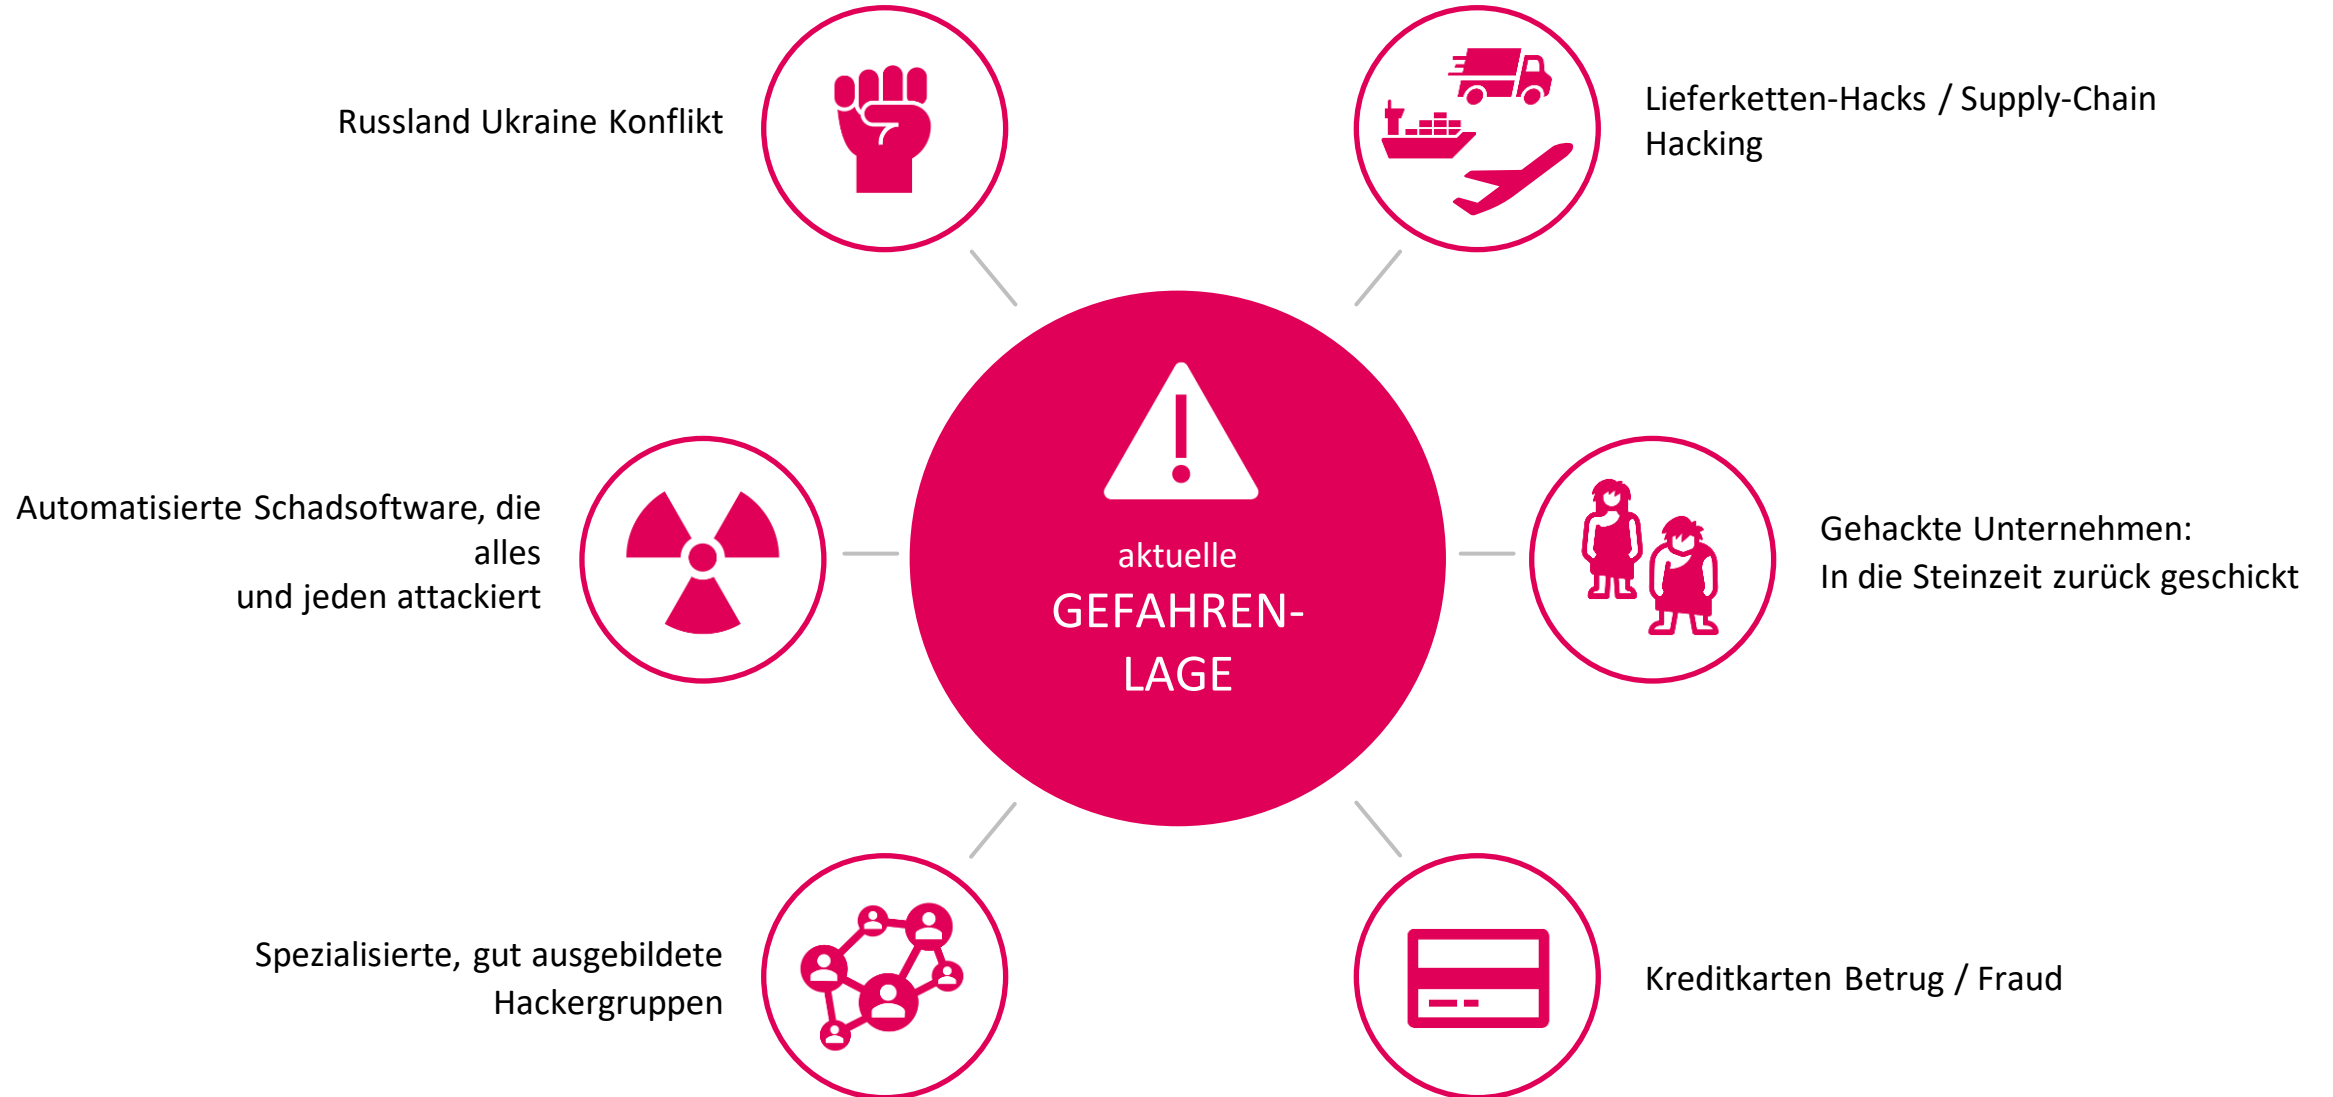 Russland Ukraine Konflikt
Lieferketten-Hacks / Supply-Chain
Hacking
Automatisierte Schadsoftware, die
alles
und jeden attackiert
aktuelle
GEFAHREN-
LAGE
Gehackte Unternehmen:
In die Steinzeit zurück geschickt
Spezialisierte, gut ausgebildete
Hackergruppen
Kreditkarten Betrug / Fraud